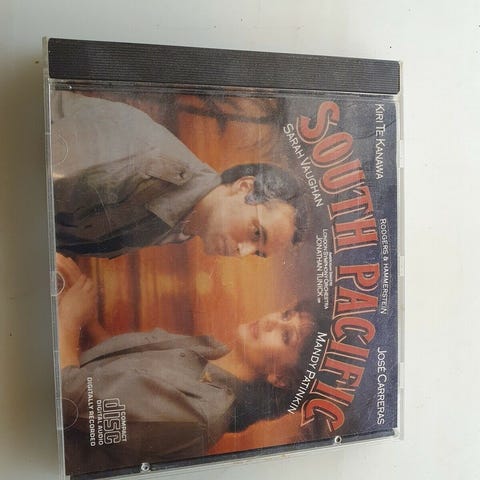 KIRI TE KANAWA
RODGERS & HAMMERSTEIN
JOSÉ CARRERAS
SOUTH PACIFIC
SARAH VAUGHAN
MANDY PATINKIN
LONDON SYMPHONY ORCHESTRA
JONATHAN TUNICK
COMPACT
disc
DIGITAL AUDIO
DIGITALLY RECORDED